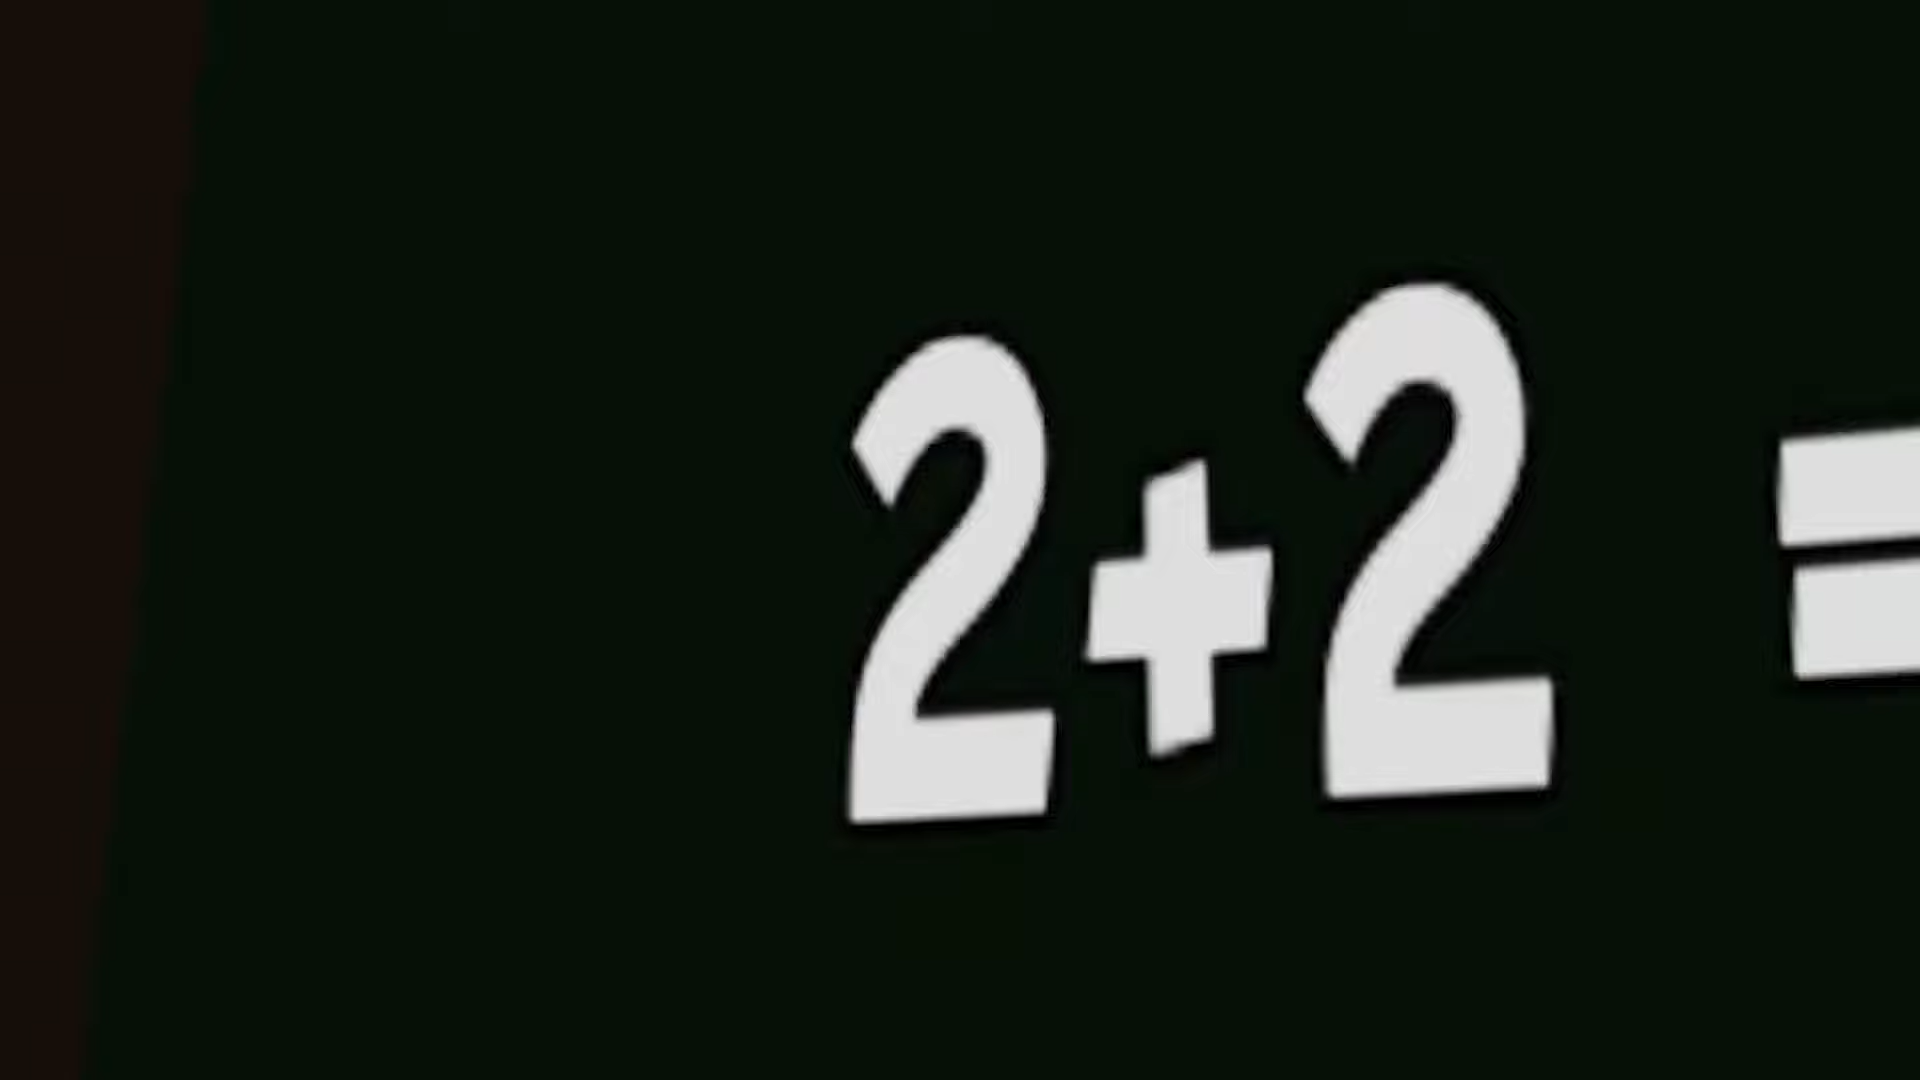 2+2 =